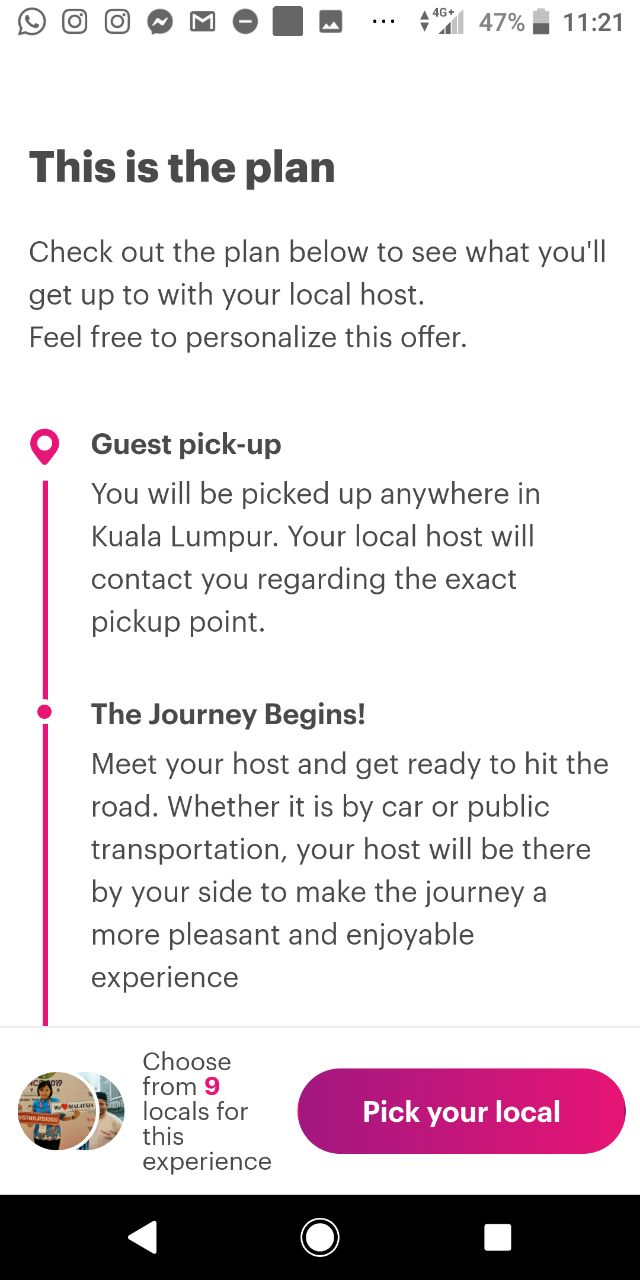 4G+ 47% 11:21
This is the plan
Check out the plan below to see what you'll
get up to with your local host.
Feel free to personalize this offer.
Guest pick-up
You will be picked up anywhere in
Kuala Lumpur. Your local host will
contact you regarding the exact
pickup point.
The Journey Begins!
Meet your host and get ready to hit the
road. Whether it is by car or public
transportation, your host will be there
by your side to make the journey a
more pleasant and enjoyable
experience
Choose
from 9
locals for
this
experience
Pick your local
MALAYSIA